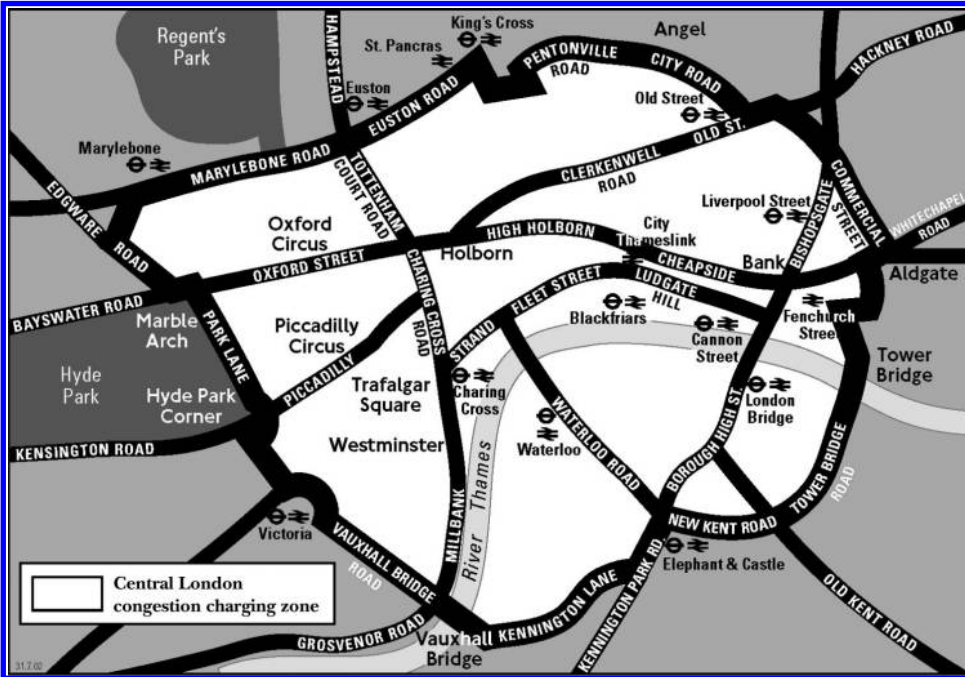 King's Cross
Regent's
Park
HAMPSTEAD
St. Pancras
Angel
PENTONVILLE
ROAD
CITY ROAD
HACKNEY ROAD
Euston
EUSTON ROAD
Old Street
OLD ST.
Marylebone
MARYLEBONE ROAD
TOTTENHAM
COURT ROAD
CLERKENWELL
ROAD
EDGWARE
ROAD
COMMERCIAL
STREET
BISHOPSGATE
Liverpool Street
WHITECHAPEL
ROAD
Oxford
Circus
OXFORD STREET
Holborn
HIGH HOLBORN
City
Thameslink
CHEAPSIDE
Bank
Aldgate
BAYSWATER ROAD
Marble
Arch
PARK LANE
Piccadilly
Circus
PICCADILLY
CHARING CROSS
ROAD
STRAND
FLEET STREET
LUDGATE
HILL
Blackfriars
Cannon
Street
Fenchurch
Street
Tower
Bridge
Hyde
Park
Hyde Park
Corner
Trafalgar
Square
Charing
Cross
London
Bridge
KENSINGTON ROAD
Westminster
Waterloo
WATERLOO ROAD
BOROUGH HIGH ST.
TOWER BRIDGE
ROAD
Victoria
VAUXHALL BRIDGE
ROAD
MILLBANK
River Thames
NEW KENT ROAD
Elephant & Castle
KENNINGTON PARK RD.
KENNINGTON LANE
OLD KENT ROAD
Central London
congestion charging zone
GROSVENOR ROAD
Vauxhall
Bridge
31.7.02